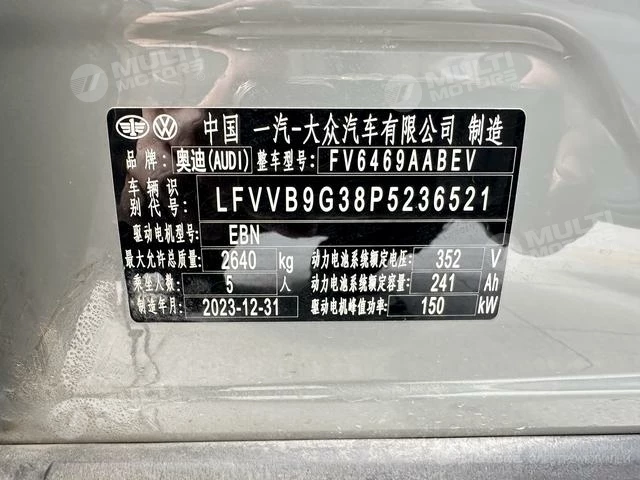 MULTI MOTORS
MULTI MOTORS
中国 一汽-大众汽车有限公司 制造
品牌: 奥迪(AUDI) 整车型号: FV6469AABEV
车辆识别代号: LFVVB9G38P5236521
驱动电机型号: EBN
最大允许总质量: 2640 kg 动力电池系统额定电压: 352 V
乘坐人数: 5 人 动力电池系统额定容量: 241 Ah
制造年月: 2023-12-31 驱动电机峰值功率: 150 kW
MULTI MOTORS
MULTI MOTORS